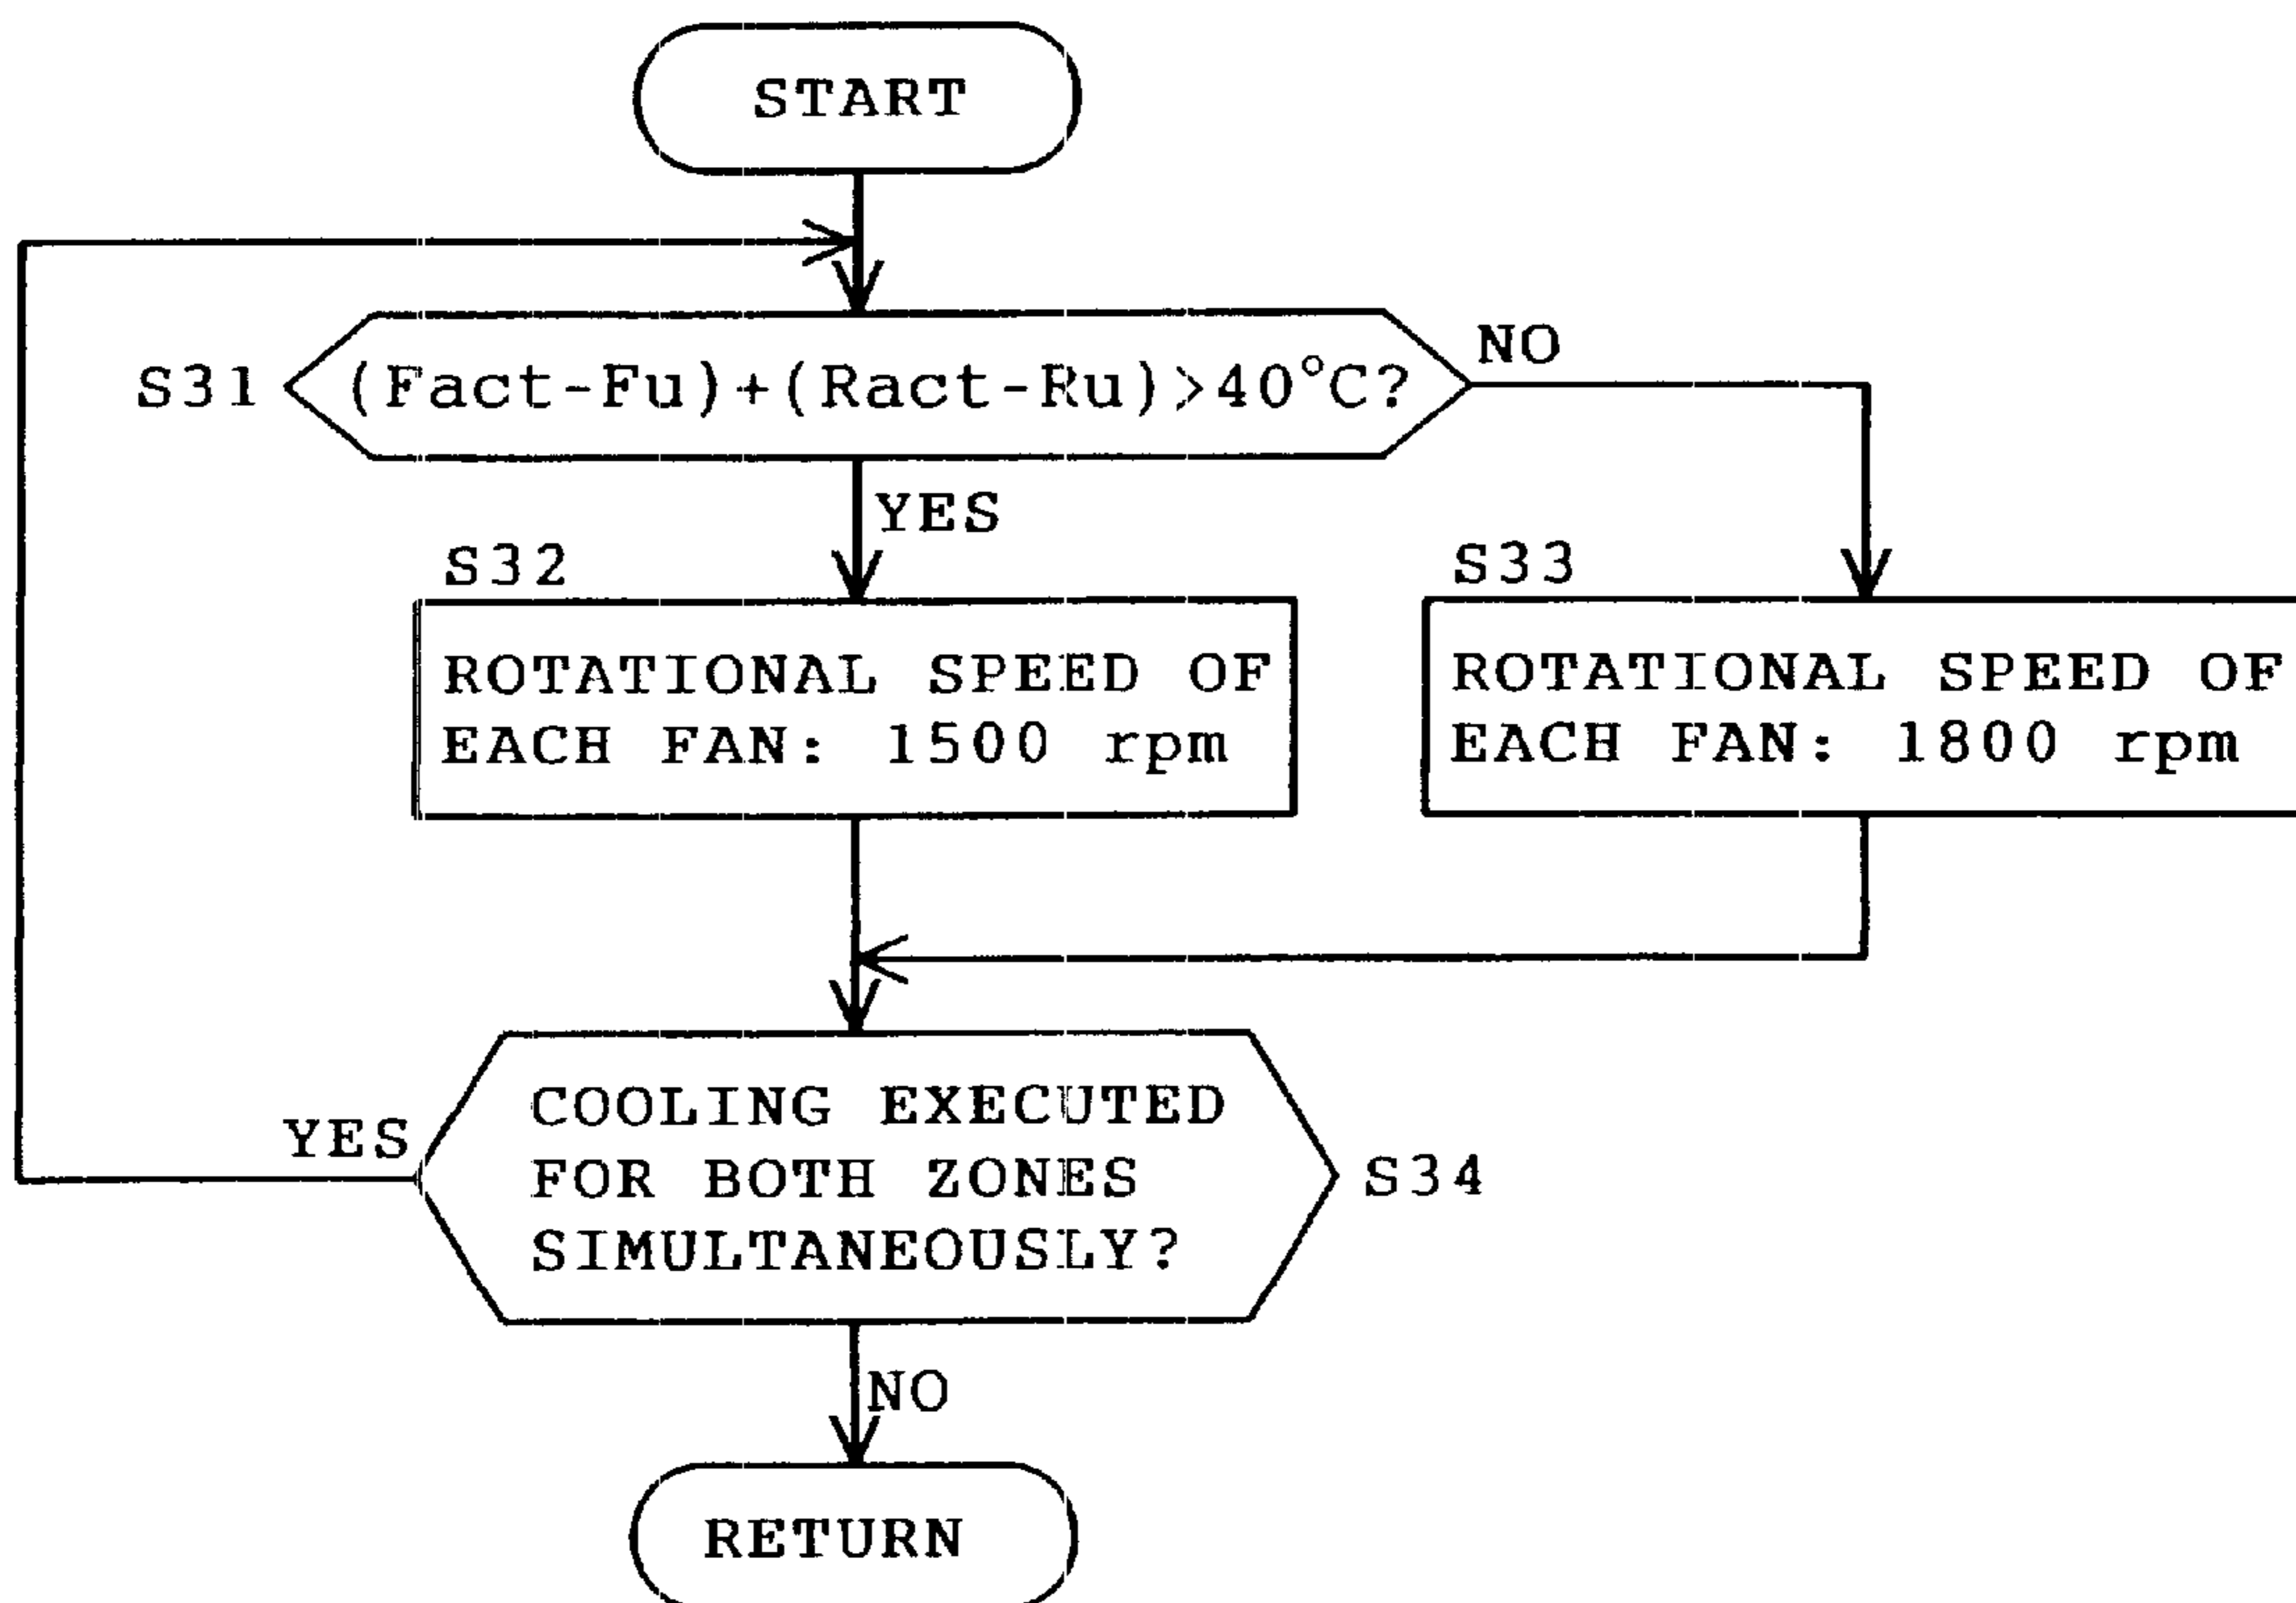 START
S31
(Fact-Fu)+(Ract-Ru)>40°C?
NO
YES
S32
ROTATIONAL SPEED OF
EACH FAN: 1500 rpm
S33
ROTATIONAL SPEED OF
EACH FAN: 1800 rpm
YES
COOLING EXECUTED
FOR BOTH ZONES
SIMULTANEOUSLY?
S34
NO
RETURN